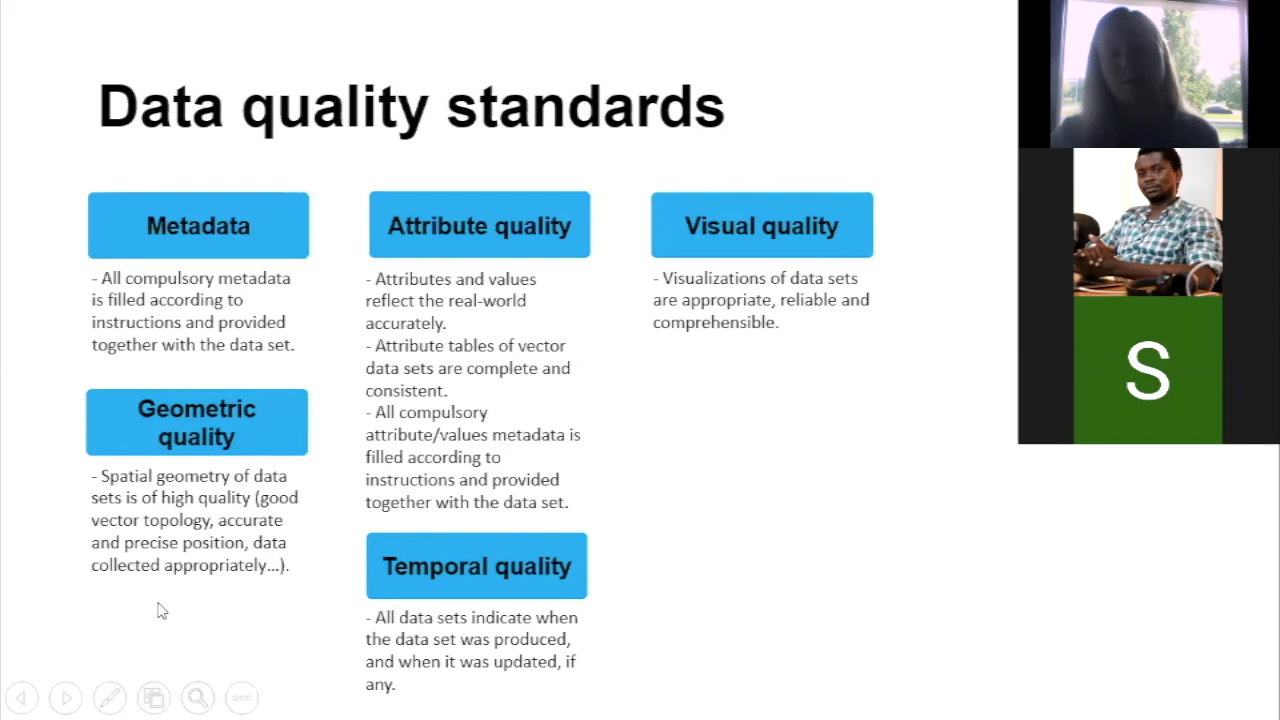 Data quality standards
Metadata
- All compulsory metadata
is filled according to
instructions and provided
together with the data set.
Geometric
quality
- Spatial geometry of data
sets is of high quality (good
vector topology, accurate
and precise position, data
collected appropriately...).
Attribute quality
- Attributes and values
reflect the real-world
accurately.
- Attribute tables of vector
data sets are complete and
consistent.
- All compulsory
attribute/values metadata is
filled according to
instructions and provided
together with the data set.
Temporal quality
- All data sets indicate when
the data set was produced,
and when it was updated, if
any.
Visual quality
- Visualizations of data sets
are appropriate, reliable and
comprehensible.
S